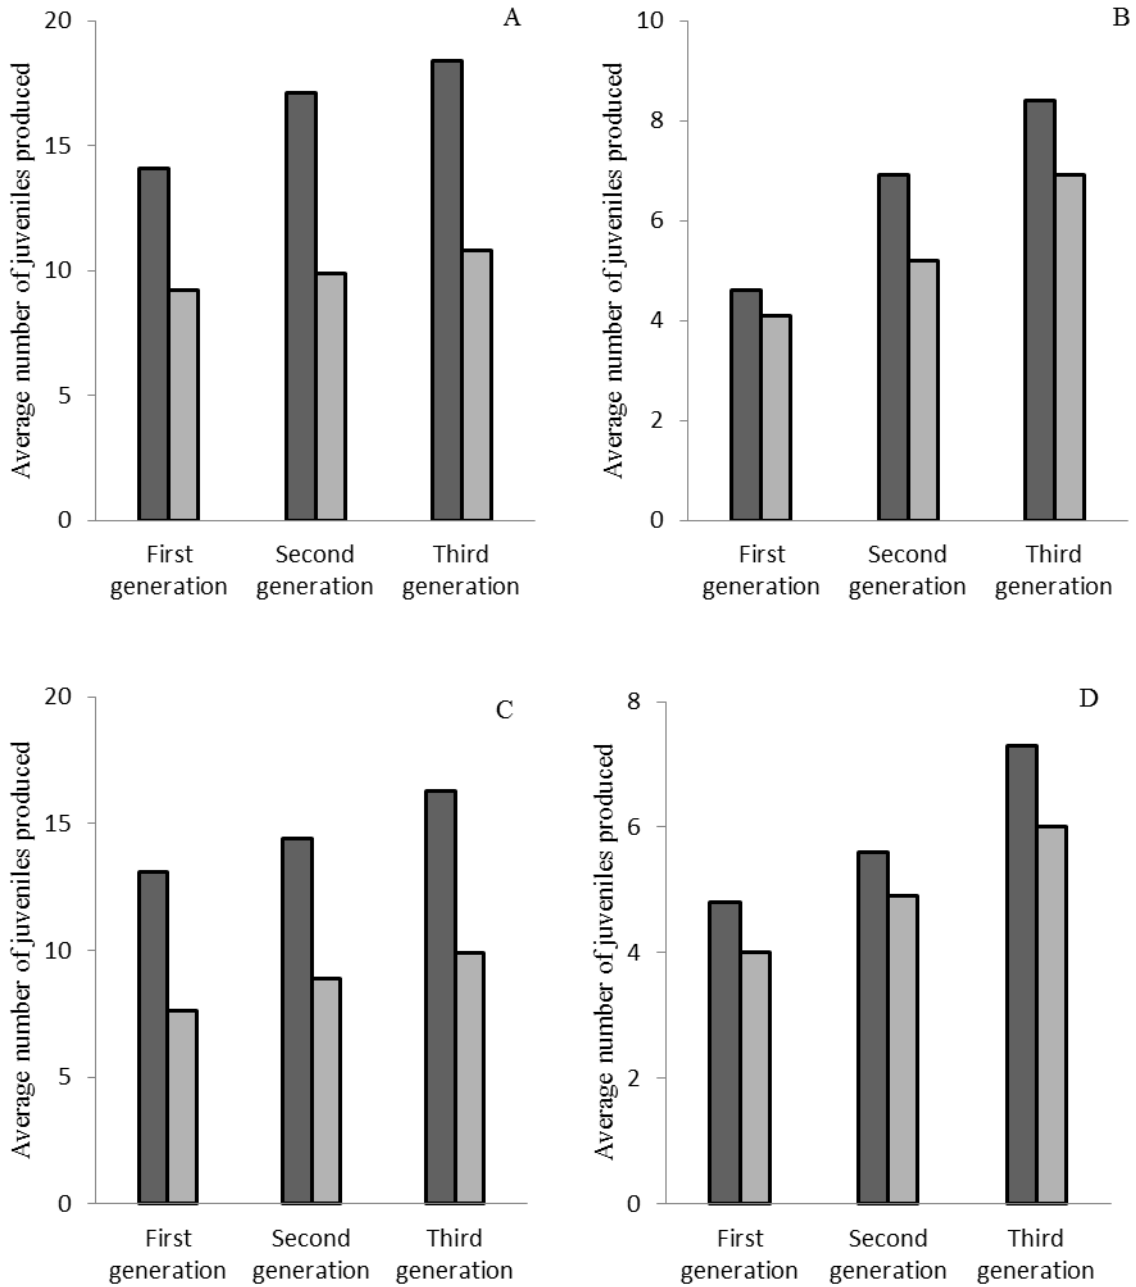 A
Average number of juveniles produced
20
15
10
5
0
First generation
Second generation
Third generation
B
Average number of juveniles produced
10
8
6
4
2
0
First generation
Second generation
Third generation
C
Average number of juveniles produced
20
15
10
5
0
First generation
Second generation
Third generation
D
Average number of juveniles produced
8
6
4
2
0
First generation
Second generation
Third generation